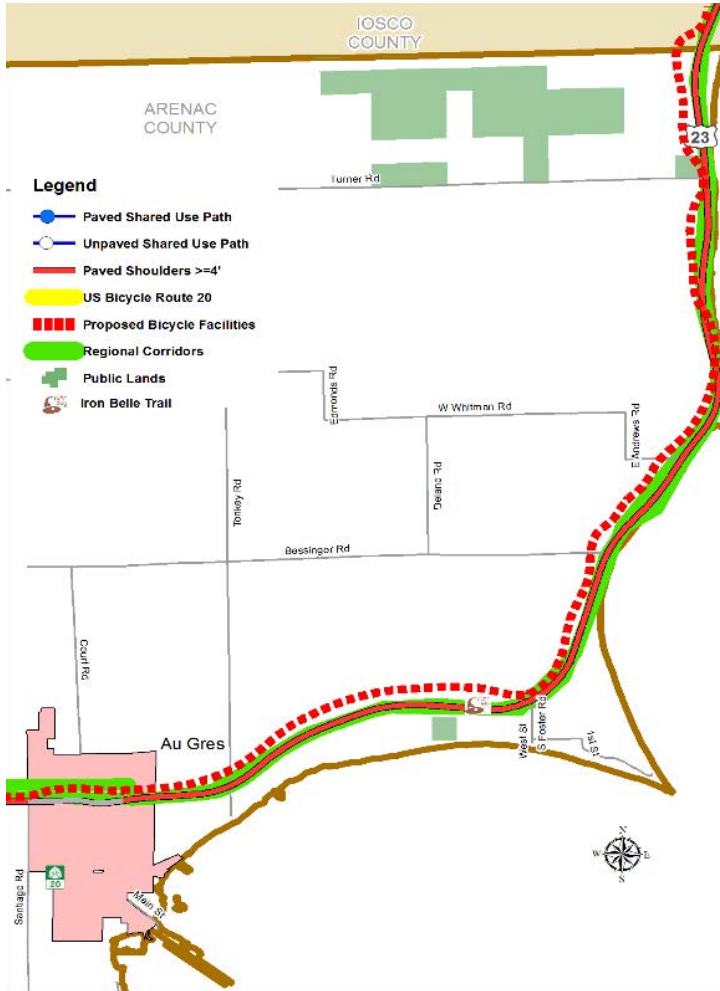 IOSCO
COUNTY
ARENAC
COUNTY
23
Turner Rd
Legend
Paved Shared Use Path
Unpaved Shared Use Path
Paved Shoulders >=4'
US Bicycle Route 20
Proposed Bicycle Facilities
Regional Corridors
Public Lands
Iron Belle Trail
Edmonds Rd
W Whitman Rd
E Andrews Rd
Delano Rd
Tonkey Rd
Bessinger Rd
Court Rd
Au Gres
West St
S Foster Rd
1st St
20
Santiago Rd
Main St
N
W
E
S